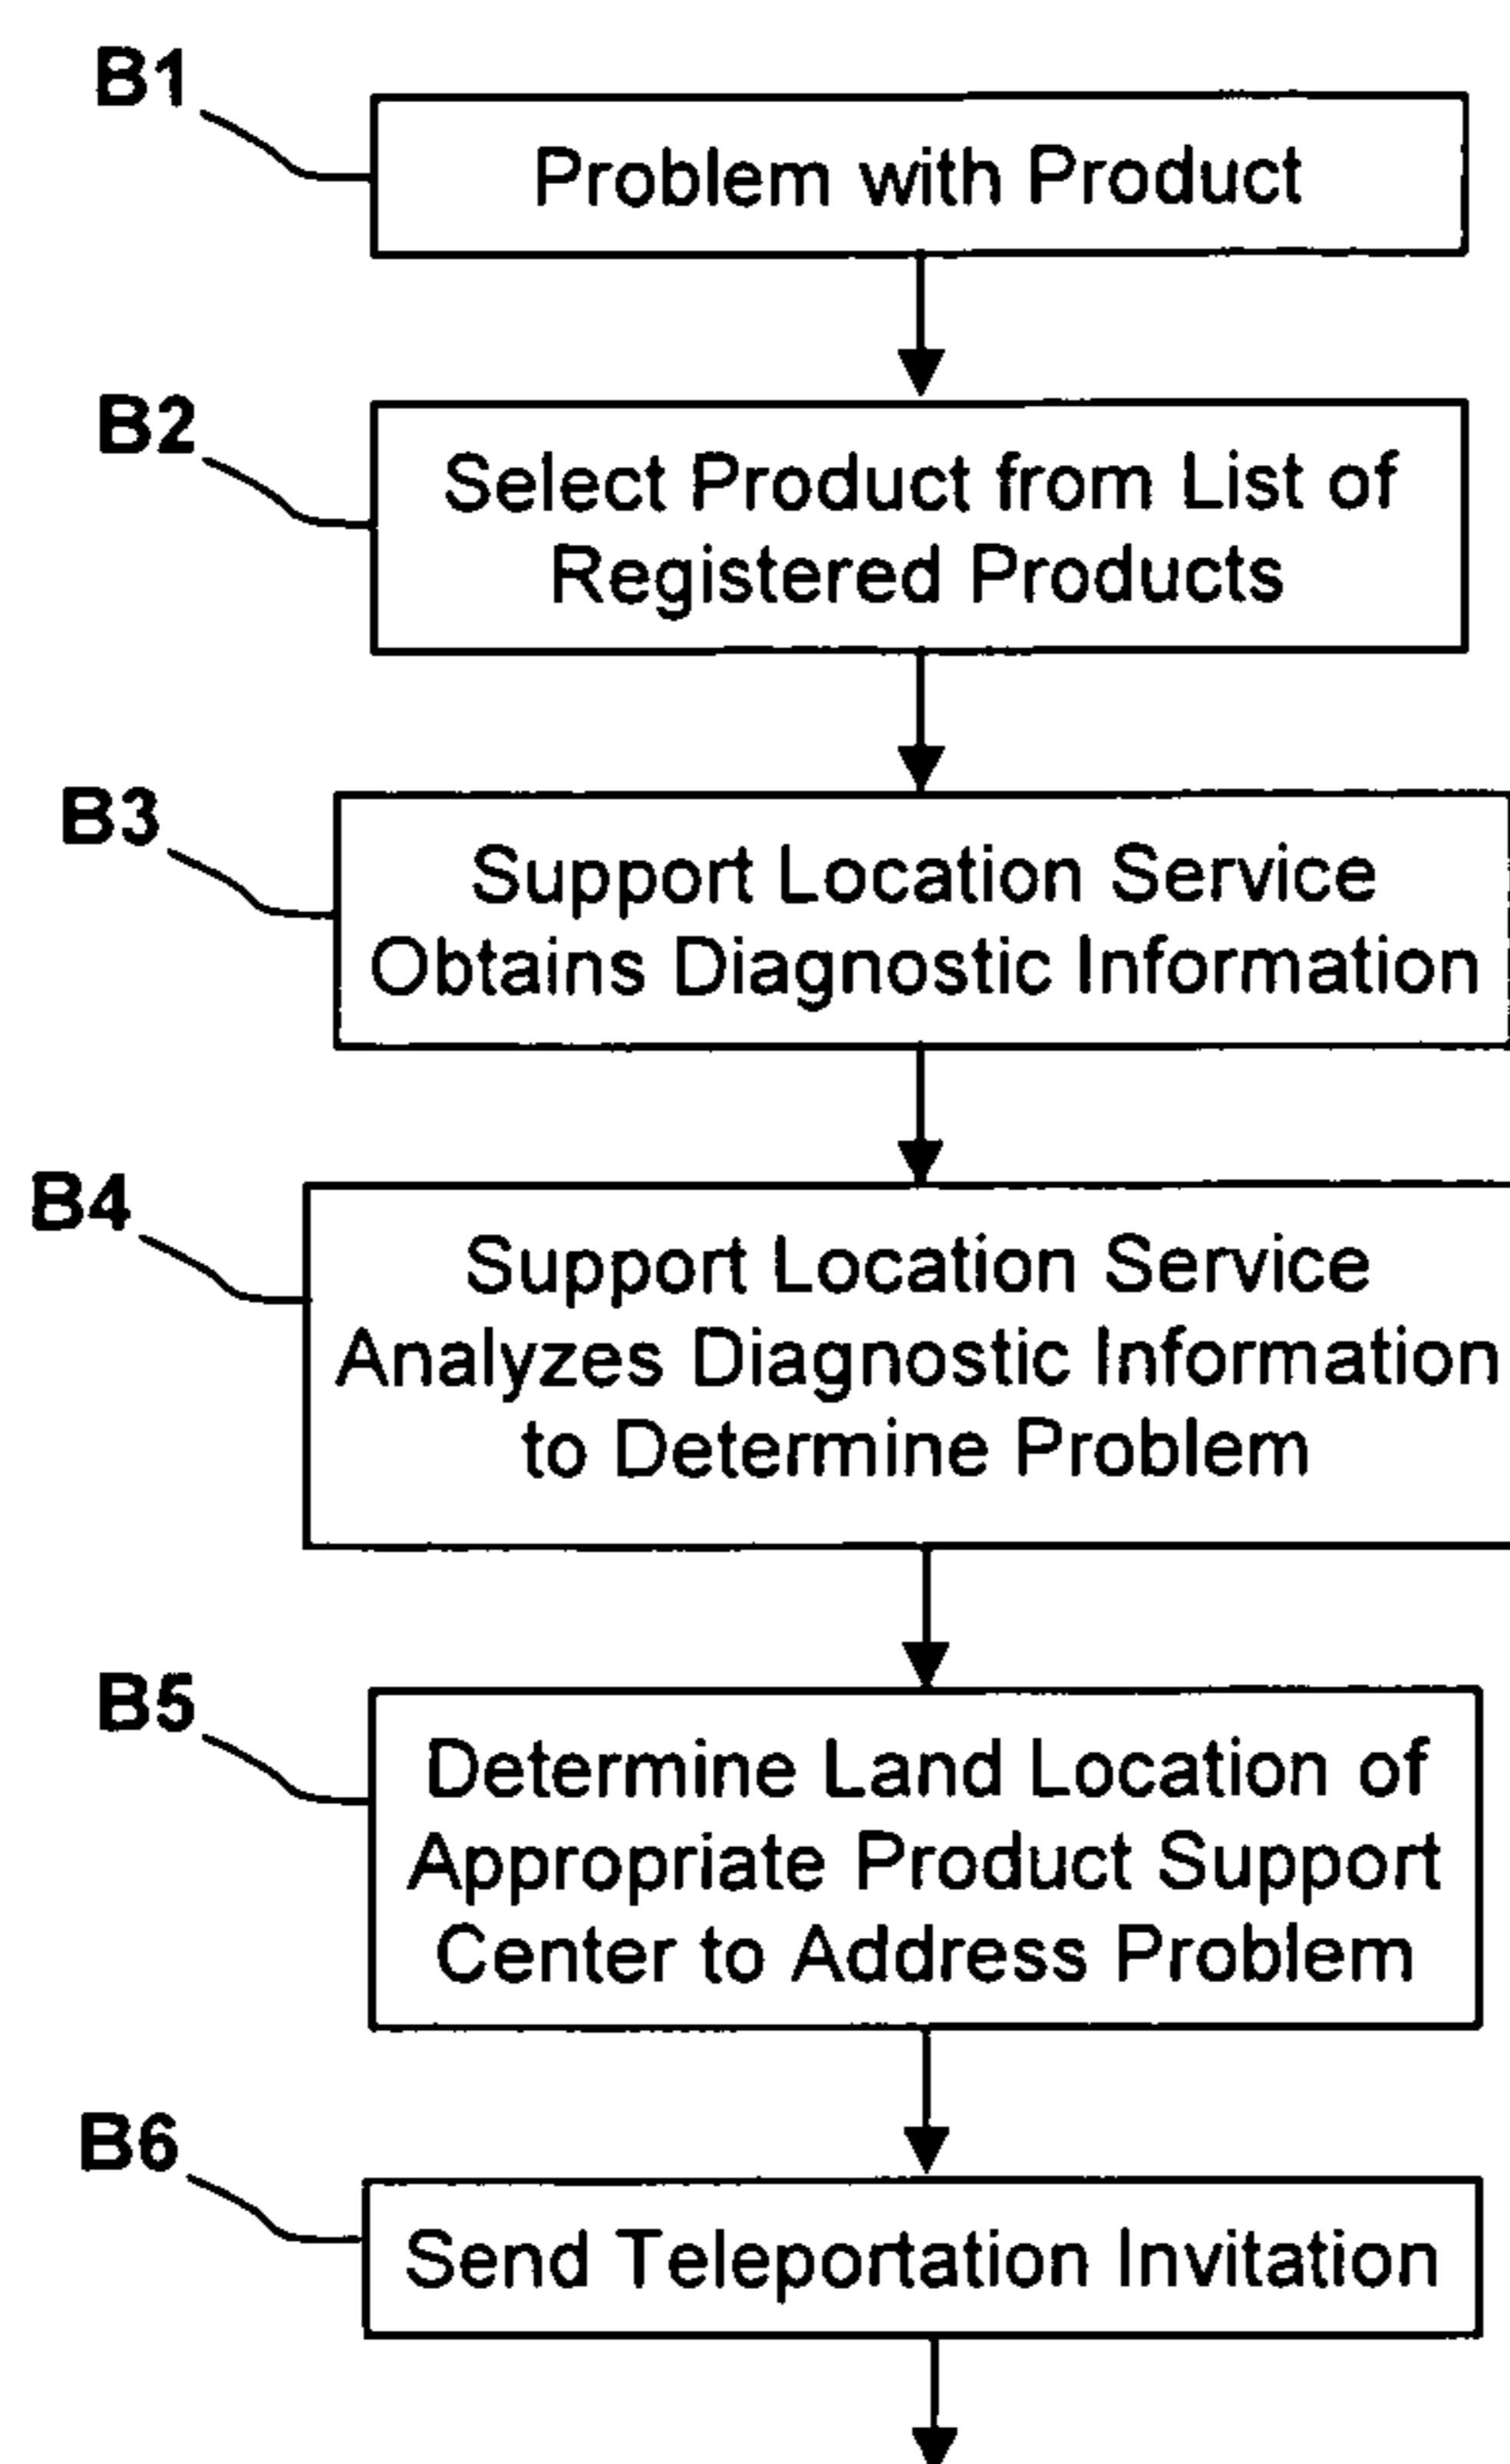 B1
Problem with Product
B2
Select Product from List of
Registered Products
B3
Support Location Service
Obtains Diagnostic Information
B4
Support Location Service
Analyzes Diagnostic Information
to Determine Problem
B5
Determine Land Location of
Appropriate Product Support
Center to Address Problem
B6
Send Teleportation Invitation